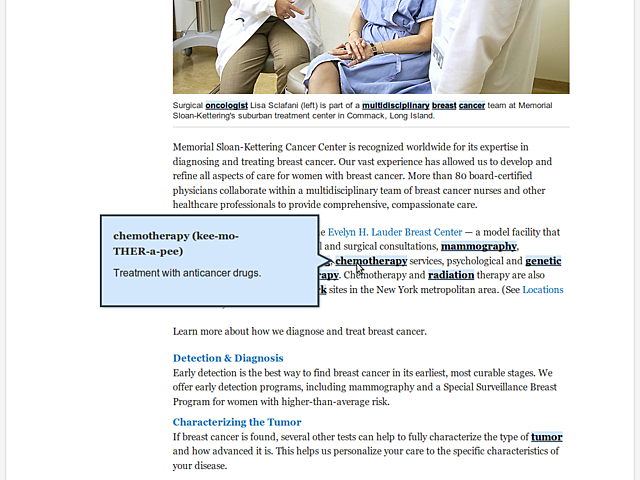 Surgical oncologist Lisa Sclafani (left) is part of a multidisciplinary breast cancer team at Memorial
Sloan-Kettering's suburban treatment center in Commack, Long Island.
Memorial Sloan-Kettering Cancer Center is recognized worldwide for its expertise in
diagnosing and treating breast cancer. Our vast experience has allowed us to develop and
refine all aspects of care for women with breast cancer. More than 80 board-certified
physicians collaborate within a multidisciplinary team of breast cancer nurses and other
healthcare professionals to provide comprehensive, compassionate care.
chemotherapy (kee-mo-
THER-a-pee)
Treatment with anticancer drugs.
Evelyn H. Lauder Breast Center — a model facility that
and surgical consultations, mammography,
chemotherapy services, psychological and genetic
Chemotherapy and radiation therapy are also
sites in the New York metropolitan area. (See Locations
Learn more about how we diagnose and treat breast cancer.
Detection & Diagnosis
Early detection is the best way to find breast cancer in its earliest, most curable stages. We
offer early detection programs, including mammography and a Special Surveillance Breast
Program for women with higher-than-average risk.
Characterizing the Tumor
If breast cancer is found, several other tests can help to fully characterize the type of tumor
and how advanced it is. This helps us personalize your care to the specific characteristics of
your disease.